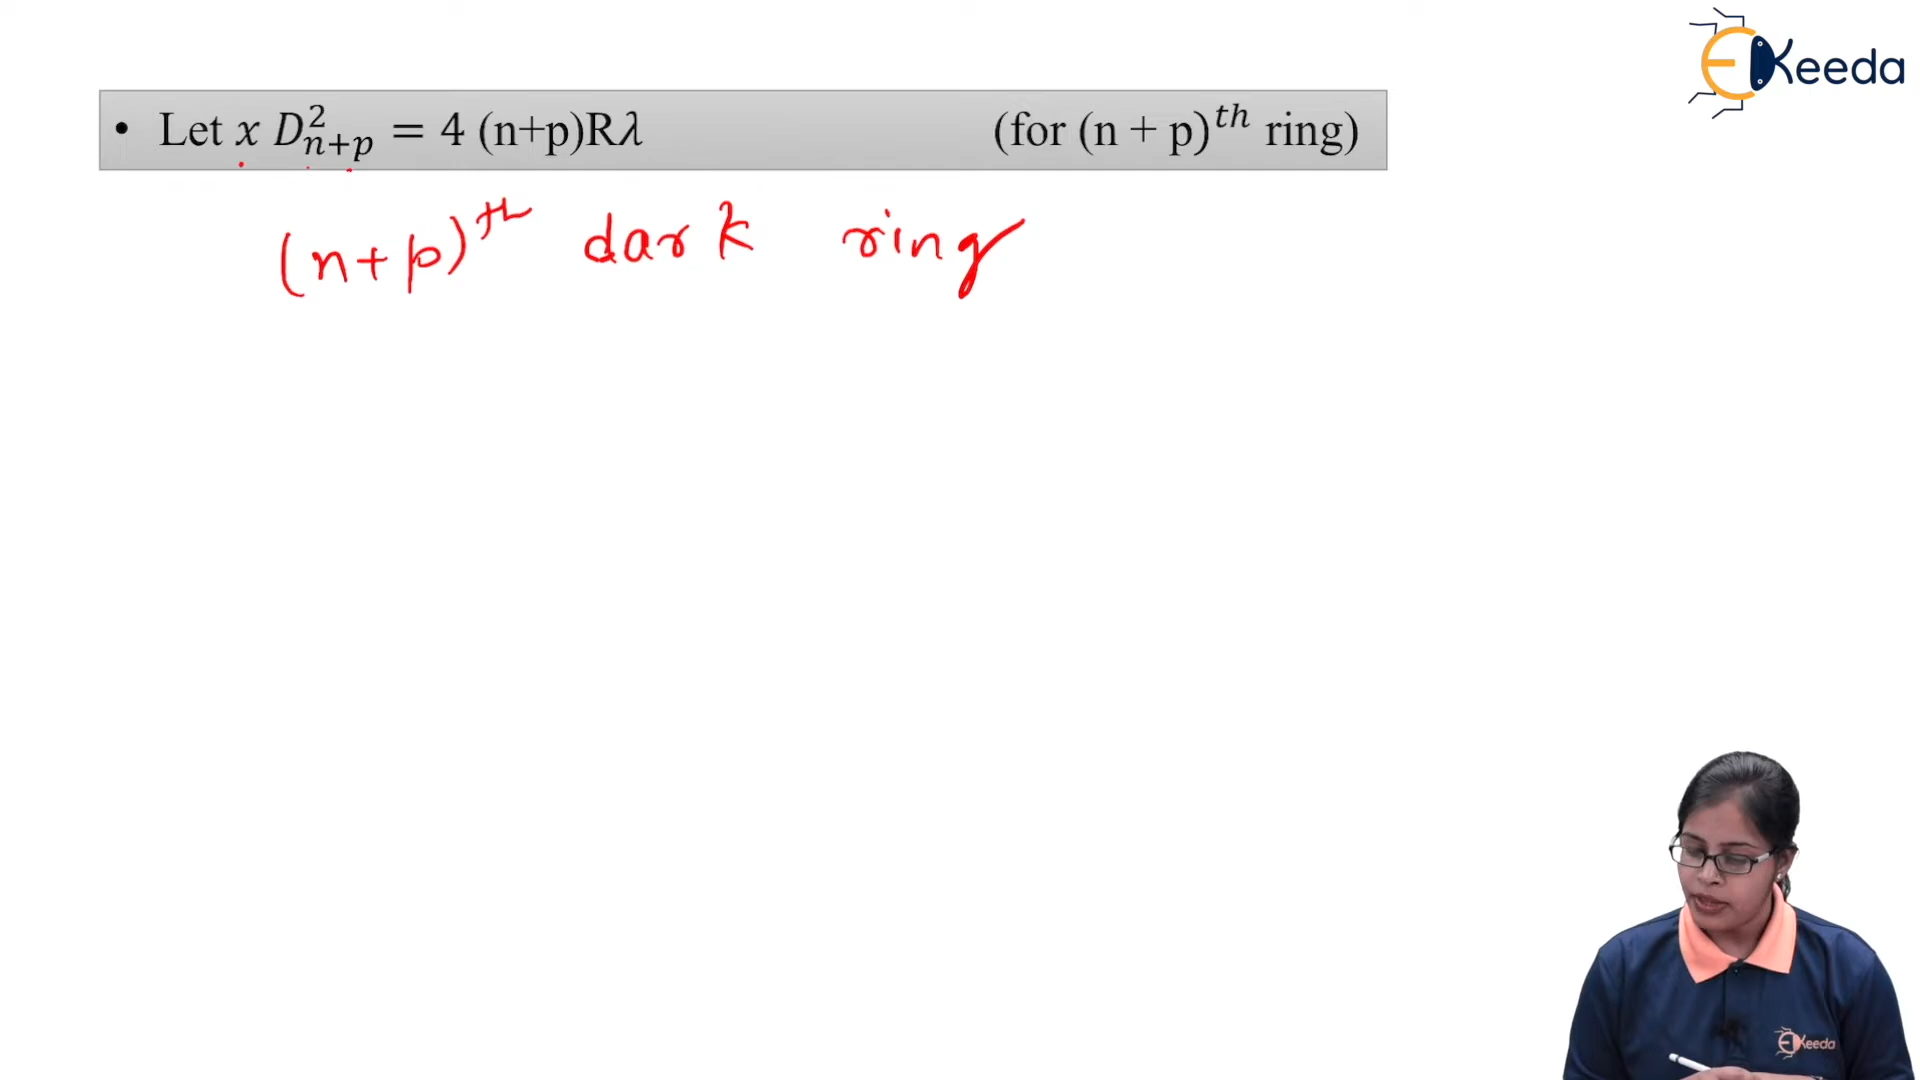 EKeeda
• Let x D²ₙ₊ₚ = 4 (n+p)Rλ (for (n + p)ᵗʰ ring)
(n+p)ᵗʰ dark ring
EKeeda